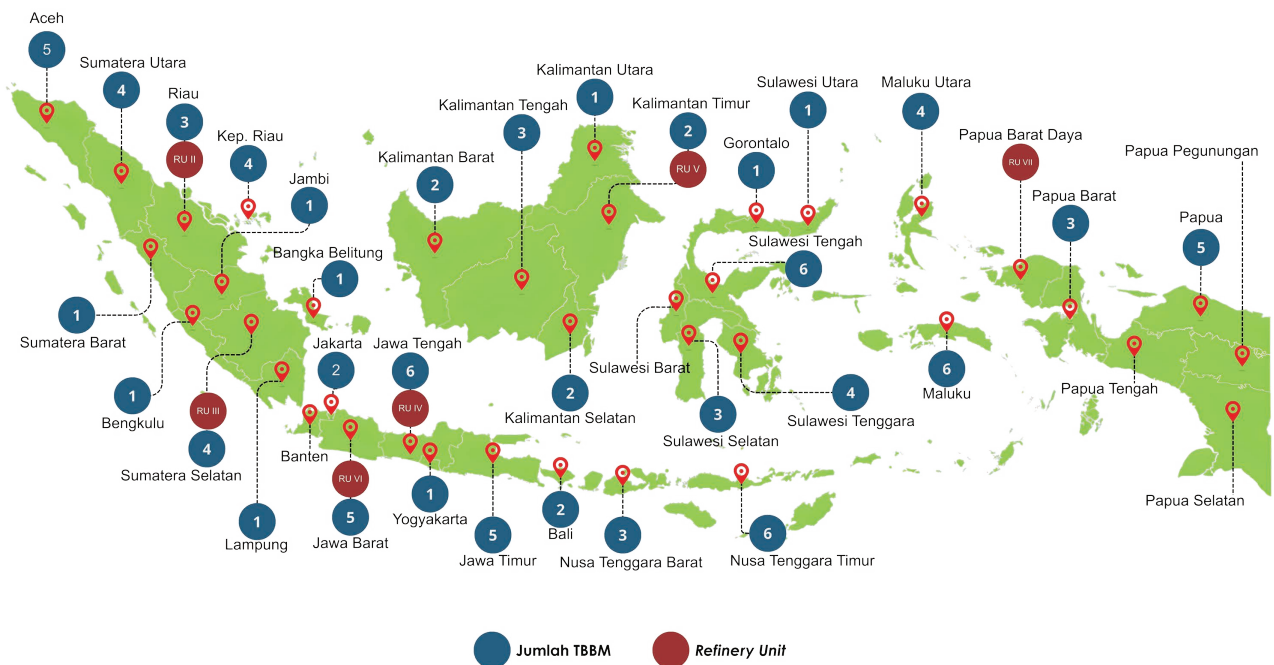 Aceh
5
Sumatera Utara
4
Riau
3
RU II
Kep. Riau
4
Jambi
1
Bangka Belitung
1
1
Sumatera Barat
1
Bengkulu
RU III
4
Sumatera Selatan
1
Lampung
Jakarta
2
Banten
RU VI
5
Jawa Barat
Jawa Tengah
6
RU IV
1
Yogyakarta
5
Jawa Timur
2
Bali
3
Nusa Tenggara Barat
6
Nusa Tenggara Timur
Kalimantan Barat
2
Kalimantan Tengah
3
Kalimantan Utara
1
Kalimantan Timur
2
RU V
2
Kalimantan Selatan
Gorontalo
1
Sulawesi Utara
1
Sulawesi Tengah
6
Sulawesi Barat
3
Sulawesi Selatan
4
Sulawesi Tenggara
Maluku Utara
4
6
Maluku
Papua Barat Daya
RU VII
Papua Barat
3
Papua Pegunungan
Papua
5
Papua Tengah
Papua Selatan
Jumlah TBBM
Refinery Unit